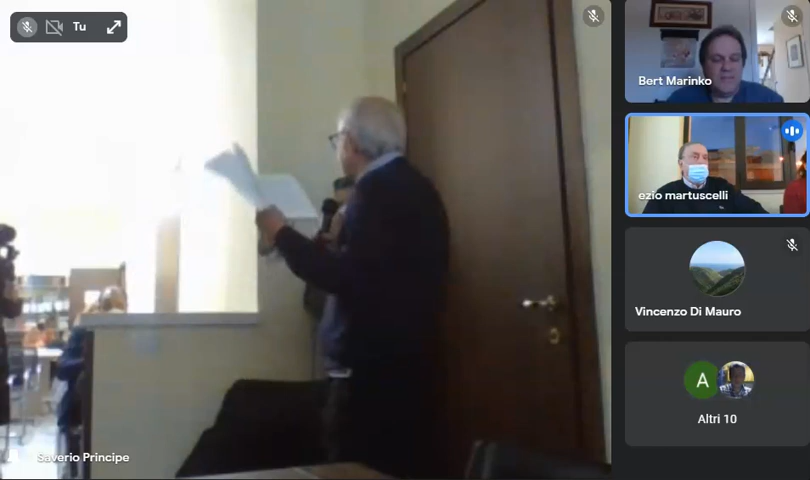 Tu
Bert Marinko
ezio martuscelli
Vincenzo Di Mauro
A
Altri 10
Saverio Principe